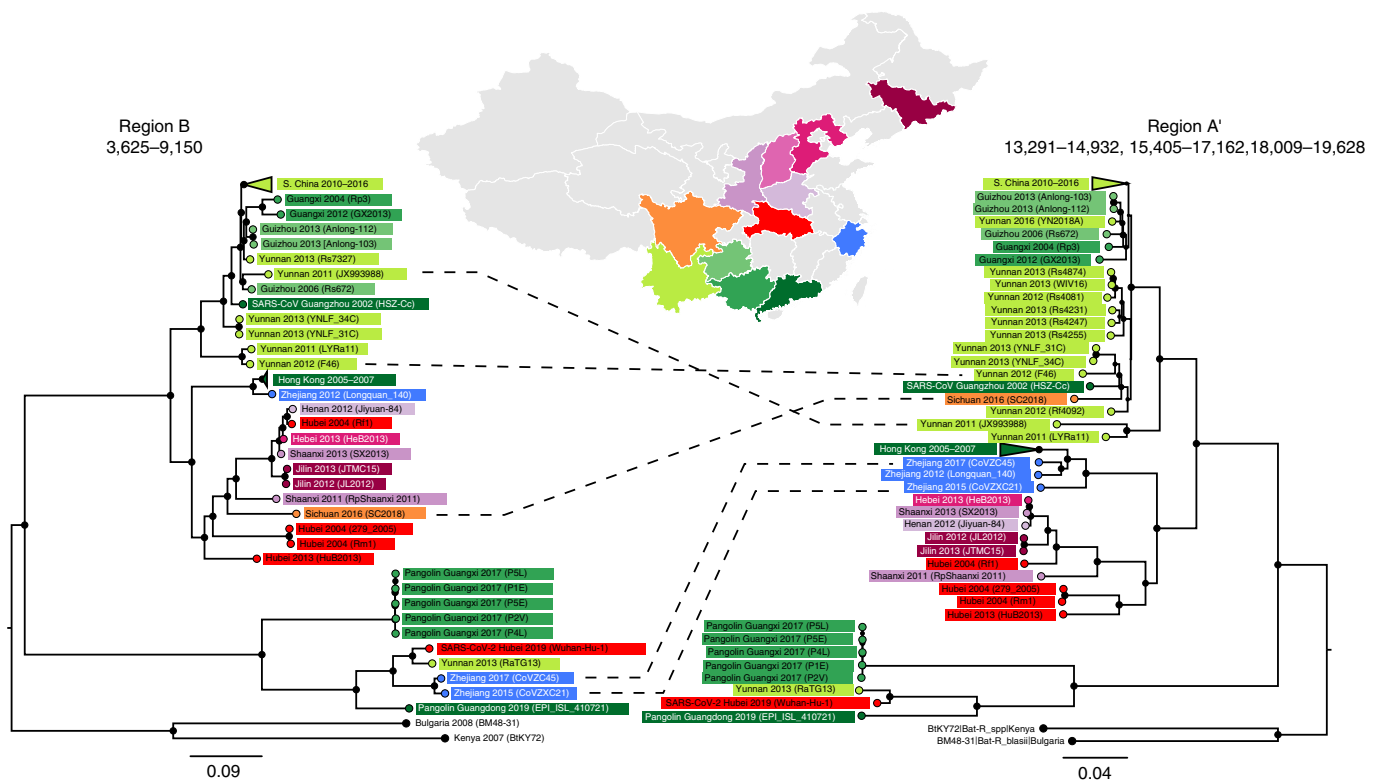 Region B
3,625–9,150
S. China 2010–2016
Guangxi 2004 (Rp3)
Guangxi 2012 (GX2013)
Guizhou 2013 (Anlong-112)
Guizhou 2013 [Anlong-103)
Yunnan 2013 (Rs7327)
Yunnan 2011 (JX993988)
Guizhou 2006 (Rs672)
SARS-CoV Guangzhou 2002 (HSZ-Cc)
Yunnan 2013 (YNLF_34C)
Yunnan 2013 (YNLF_31C)
Yunnan 2011 (LYRa11)
Yunnan 2012 (F46)
Hong Kong 2005–2007
Zhejiang 2012 (Longquan_140)
Henan 2012 (Jiyuan-84)
Hubei 2004 (Rf1)
Hebei 2013 (HeB2013)
Shaanxi 2013 (SX2013)
Jilin 2013 (JTMC15)
Jilin 2012 (JL2012)
Shaanxi 2011 (RpShaanxi 2011)
Sichuan 2016 (SC2018)
Hubei 2004 (279_2005)
Hubei 2004 (Rm1)
Hubei 2013 (HuB2013)
Pangolin Guangxi 2017 (P5L)
Pangolin Guangxi 2017 (P1E)
Pangolin Guangxi 2017 (P5E)
Pangolin Guangxi 2017 (P2V)
Pangolin Guangxi 2017 (P4L)
SARS-CoV-2 Hubei 2019 (Wuhan-Hu-1)
Yunnan 2013 (RaTG13)
Zhejiang 2017 (CoVZC45)
Zhejiang 2015 (CoVZXC21)
Pangolin Guangdong 2019 (EPI_ISL_410721)
Bulgaria 2008 (BM48-31)
Kenya 2007 (BtKY72)
0.09
Region A'
13,291–14,932, 15,405–17,162,18,009–19,628
S. China 2010–2016
Guizhou 2013 (Anlong-103)
Guizhou 2013 (Anlong-112)
Yunnan 2016 (YN2018A)
Guizhou 2006 (Rs672)
Guangxi 2004 (Rp3)
Guangxi 2012 (GX2013)
Yunnan 2013 (Rs4874)
Yunnan 2013 (WIV16)
Yunnan 2012 (Rs4081)
Yunnan 2013 (Rs4231)
Yunnan 2013 (Rs4247)
Yunnan 2013 (Rs4255)
Yunnan 2013 (YNLF_31C)
Yunnan 2013 (YNLF_34C)
Yunnan 2012 (F46)
SARS-CoV Guangzhou 2002 (HSZ-Cc)
Sichuan 2016 (SC2018)
Yunnan 2012 (Rf4092)
Yunnan 2011 (JX993988)
Yunnan 2011 (LYRa11)
Hong Kong 2005–2007
Zhejiang 2017 (CoVZC45)
Zhejiang 2012 (Longquan_140)
Zhejiang 2015 (CoVZXC21)
Hebei 2013 (HeB2013)
Shaanxi 2013 (SX2013)
Henan 2012 (Jiyuan-84)
Jilin 2012 (JL2012)
Jilin 2013 (JTMC15)
Hubei 2004 (Rf1)
Shaanxi 2011 (RpShaanxi 2011)
Hubei 2004 (279_2005)
Hubei 2004 (Rm1)
Hubei 2013 (HuB2013)
Pangolin Guangxi 2017 (P5L)
Pangolin Guangxi 2017 (P5E)
Pangolin Guangxi 2017 (P4L)
Pangolin Guangxi 2017 (P1E)
Pangolin Guangxi 2017 (P2V)
Yunnan 2013 (RaTG13)
SARS-CoV-2 Hubei 2019 (Wuhan-Hu-1)
Pangolin Guangdong 2019 (EPI_ISL_410721)
BtKY72|Bat-R_spp|Kenya
BM48-31|Bat-R_blasii|Bulgaria
0.04